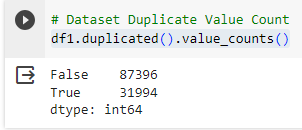 # Dataset Duplicate Value Count
df1.duplicated().value_counts()
False    87396
True     31994
dtype: int64